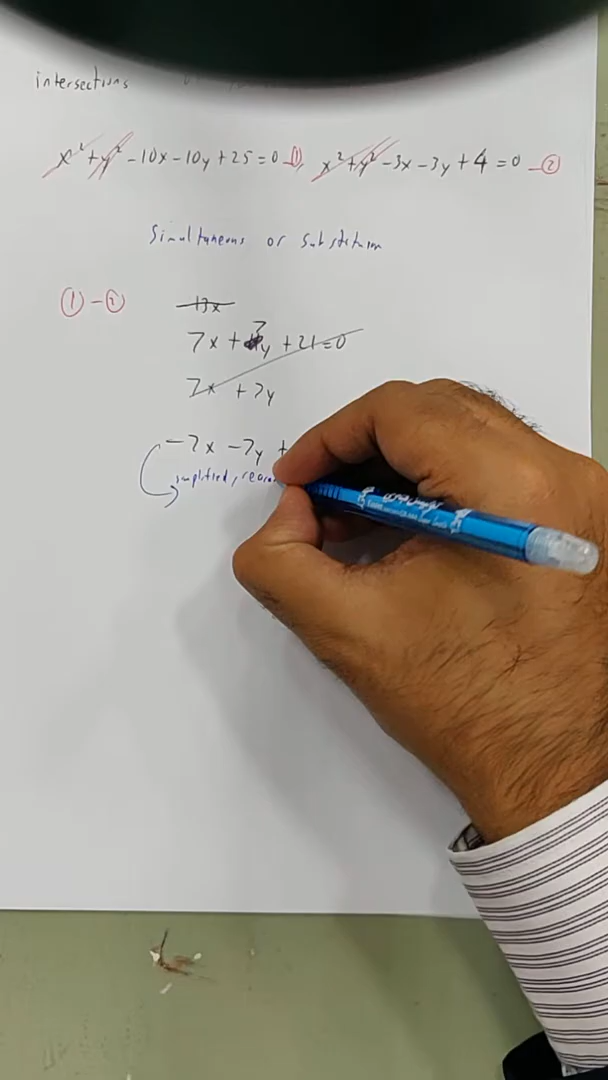 intersections
x² + y² - 10x - 10y + 25 = 0 - ①, x² + y² - 3x - 3y + 4 = 0 - ②
Simultaneous or Substitution
① - ② 13x
7x + 7y + 21 = 0
7x + 7y
-7x - 7y +
simplified,